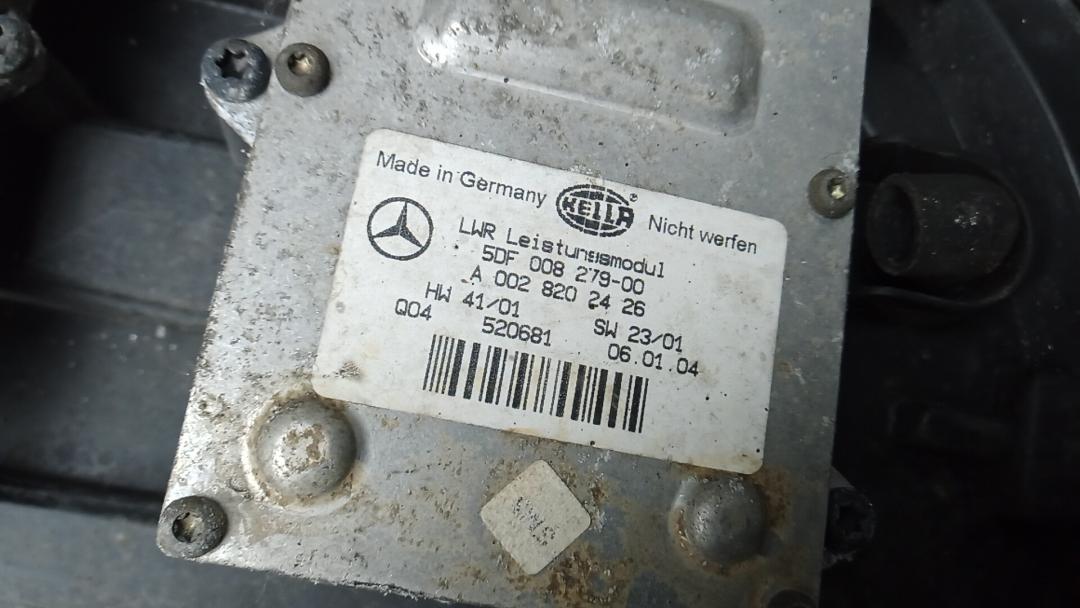 Made in Germany HELLA® Nicht werfen
LWR Leistungsmodul
5DF 008 279-00
A 002 820 24 26
HW 41/01 SW 23/01
Q04 520681 06.01.04
SMS